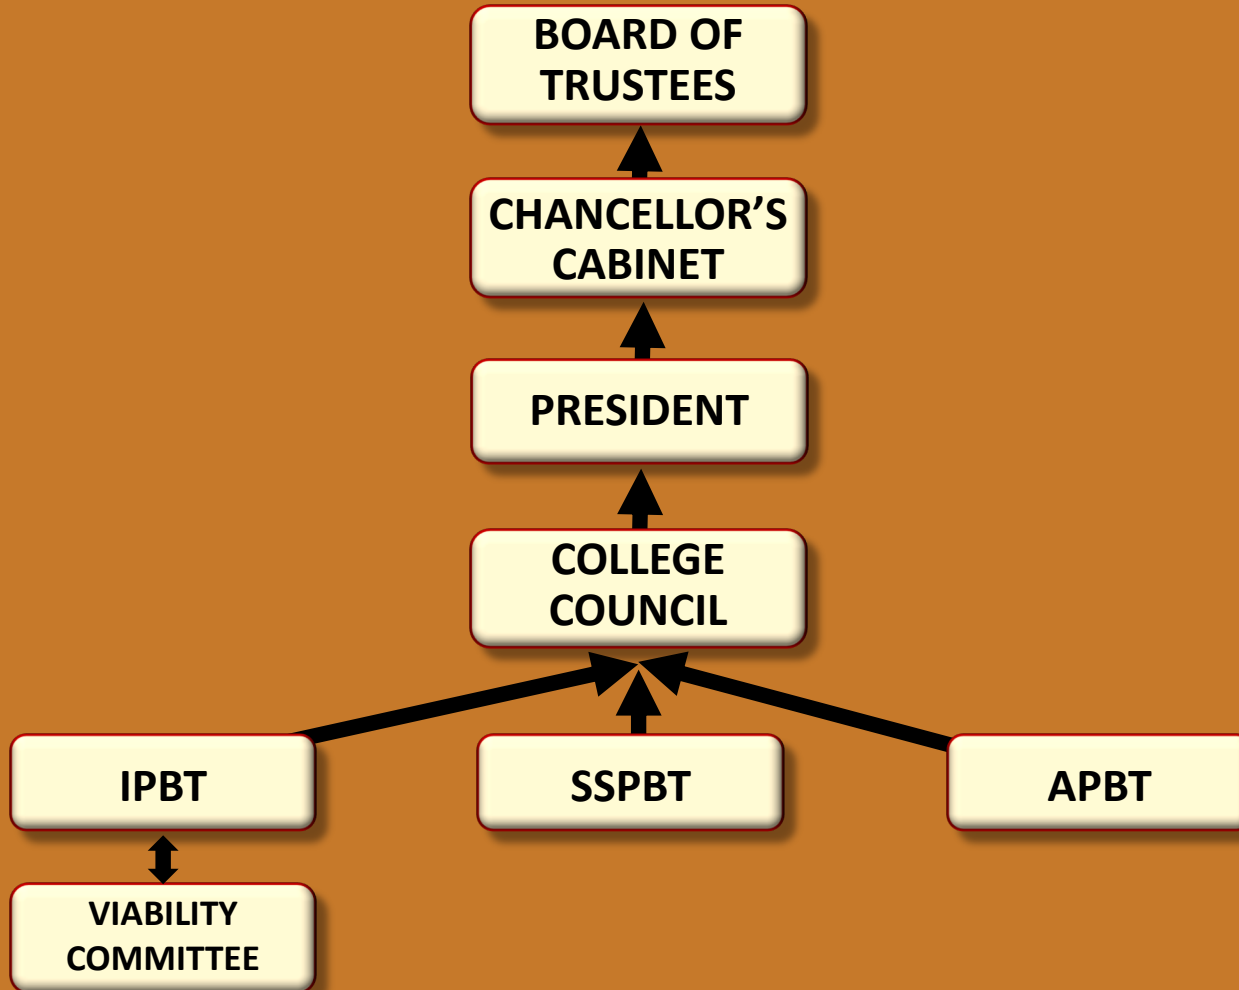 BOARD OF
TRUSTEES
CHANCELLOR’S
CABINET
PRESIDENT
COLLEGE
COUNCIL
IPBT
SSPBT
APBT
VIABILITY
COMMITTEE